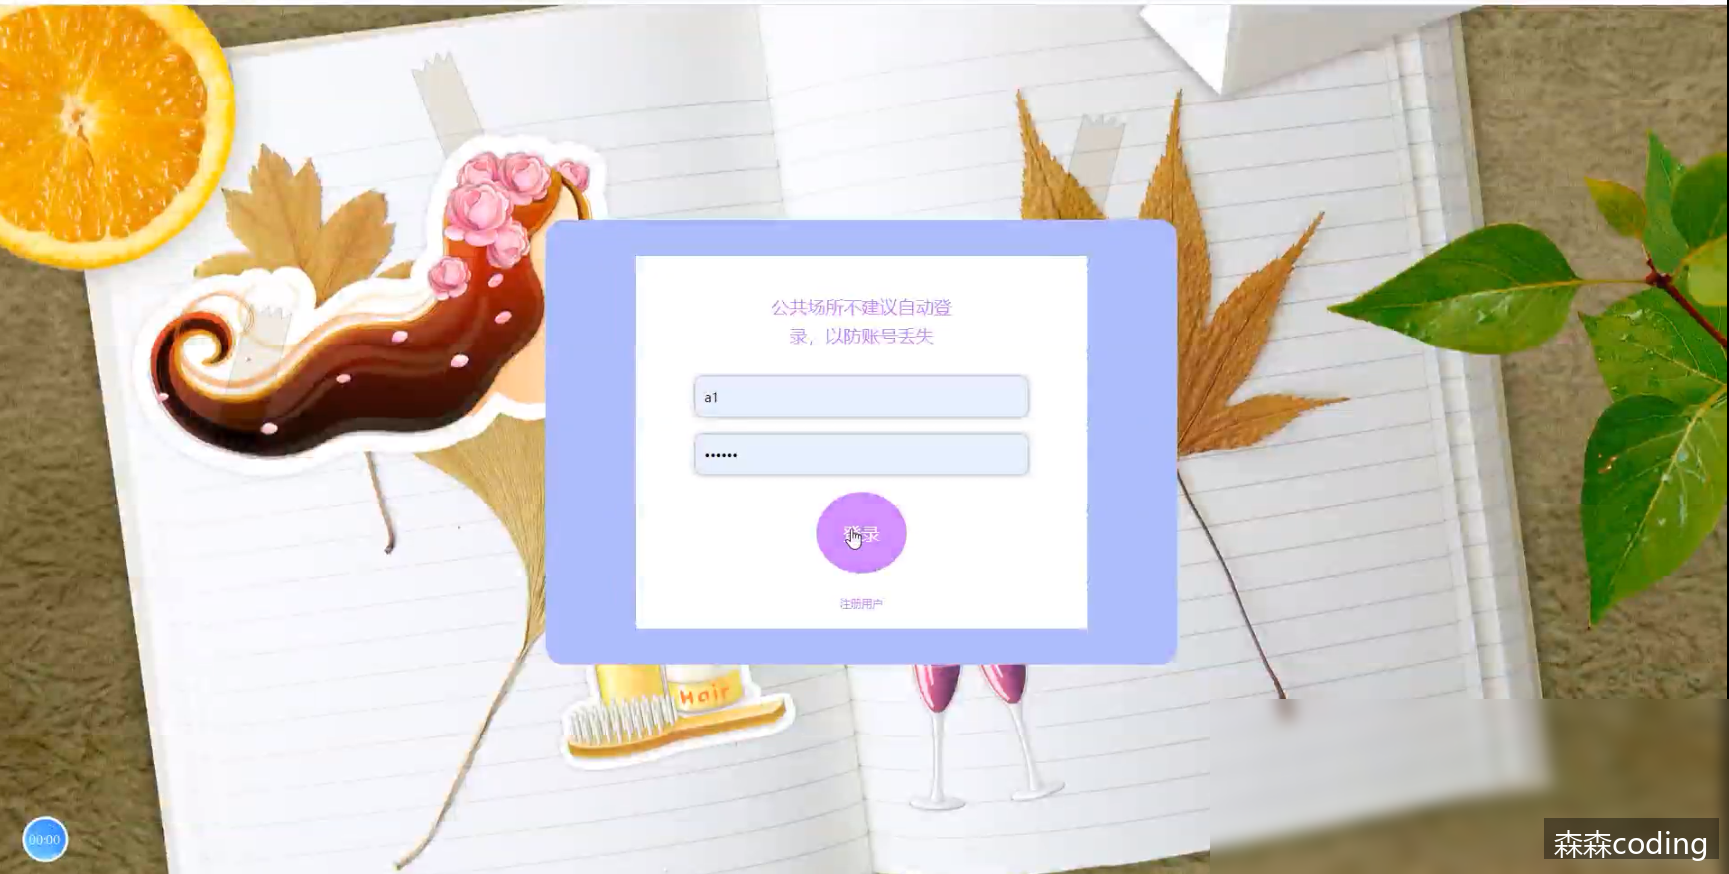 公共场所不建议自动登
录，以防账号丢失
a1
••••••
登录
注册用户
Hair
00:00
森森coding